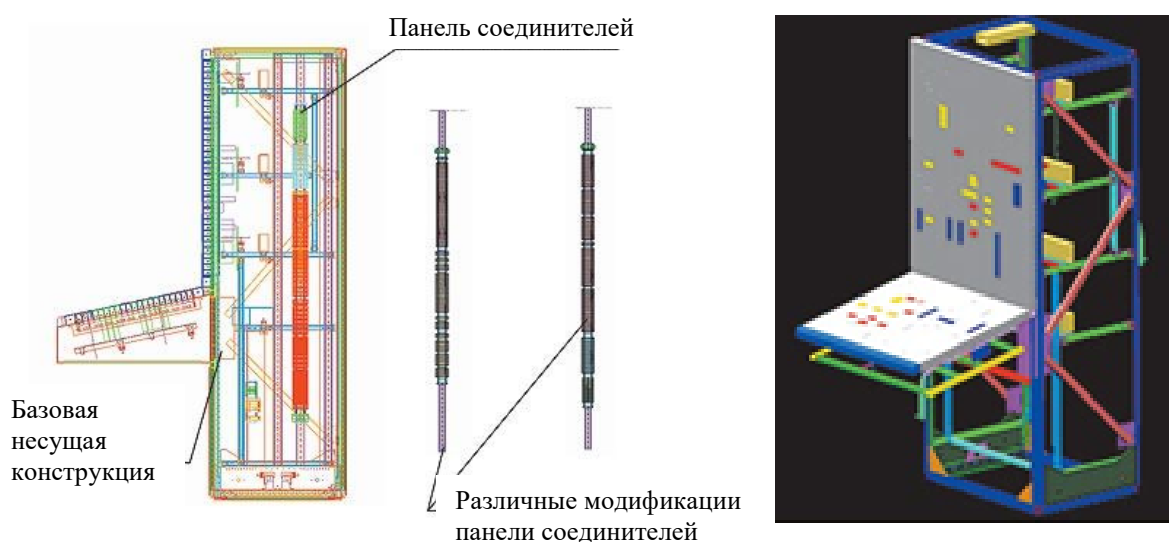 Панель соединителей
Базовая
несущая
конструкция
Различные модификации
панели соединителей